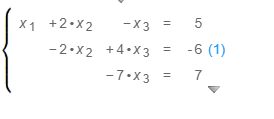 x1 +2•x2 −x3 = 5
−2•x2 +4•x3 = -6 (1)
−7•x3 = 7